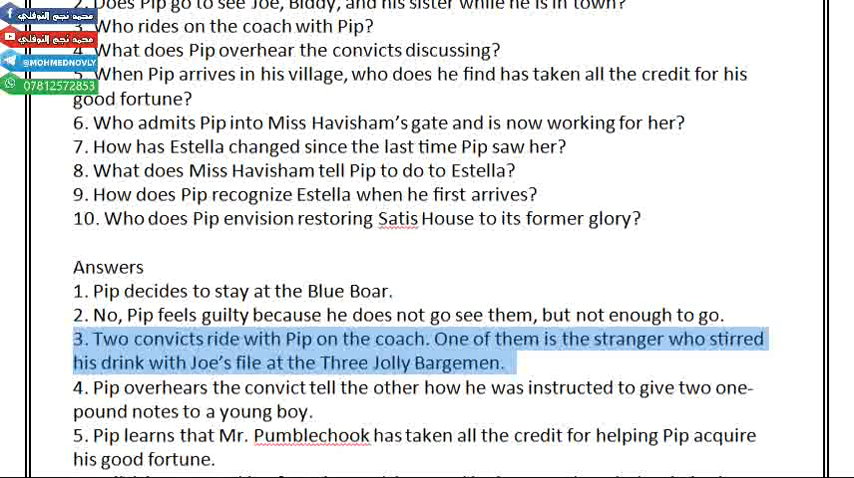 2. Does Pip go to see Joe, Biddy, and his sister while he is in town?
محمد نجم النوفلي
3. Who rides on the coach with Pip?
محمد نجم النوفلي
4. What does Pip overhear the convicts discussing?
@MOHMEDNOVLY
5. When Pip arrives in his village, who does he find has taken all the credit for his
07812572853
good fortune?
6. Who admits Pip into Miss Havisham's gate and is now working for her?
7. How has Estella changed since the last time Pip saw her?
8. What does Miss Havisham tell Pip to do to Estella?
9. How does Pip recognize Estella when he first arrives?
10. Who does Pip envision restoring Satis House to its former glory?
Answers
1. Pip decides to stay at the Blue Boar.
2. No, Pip feels guilty because he does not go see them, but not enough to go.
3. Two convicts ride with Pip on the coach. One of them is the stranger who stirred
his drink with Joe's file at the Three Jolly Bargemen.
4. Pip overhears the convict tell the other how he was instructed to give two one-
pound notes to a young boy.
5. Pip learns that Mr. Pumblechook has taken all the credit for helping Pip acquire
his good fortune.